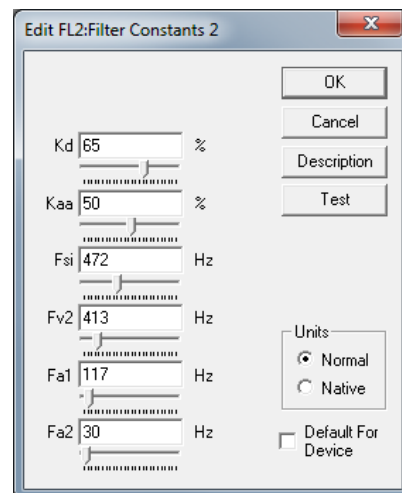 Edit FL2:Filter Constants 2
OK
Cancel
Description
Test
Kd 65 %
Kaa 50 %
Fsi 472 Hz
Fv2 413 Hz
Fa1 117 Hz
Fa2 30 Hz
Units
Normal
Native
Default For
Device